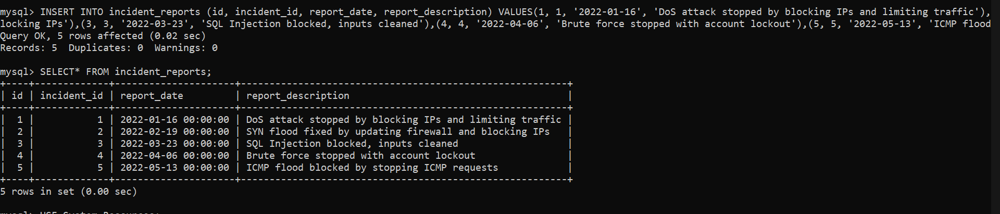 mysql> INSERT INTO incident_reports (id, incident_id, report_date, report_description) VALUES(1, 1, '2022-01-16', 'DoS attack stopped by blocking IPs and limiting traffic'),
locking IPs'),(3, 3, '2022-03-23', 'SQL Injection blocked, inputs cleaned'),(4, 4, '2022-04-06', 'Brute force stopped with account lockout'),(5, 5, '2022-05-13', 'ICMP flood
Query OK, 5 rows affected (0.02 sec)
Records: 5  Duplicates: 0  Warnings: 0
mysql> SELECT* FROM incident_reports;
+----+-------------+---------------------+---------------------------------------------------------+
| id | incident_id | report_date         | report_description                                      |
+----+-------------+---------------------+---------------------------------------------------------+
|  1 |           1 | 2022-01-16 00:00:00 | DoS attack stopped by blocking IPs and limiting traffic |
|  2 |           2 | 2022-02-19 00:00:00 | SYN flood fixed by updating firewall and blocking IPs   |
|  3 |           3 | 2022-03-23 00:00:00 | SQL Injection blocked, inputs cleaned                   |
|  4 |           4 | 2022-04-06 00:00:00 | Brute force stopped with account lockout                |
|  5 |           5 | 2022-05-13 00:00:00 | ICMP flood blocked by stopping ICMP requests            |
+----+-------------+---------------------+---------------------------------------------------------+
5 rows in set (0.00 sec)
mysql> USE System_Resources;